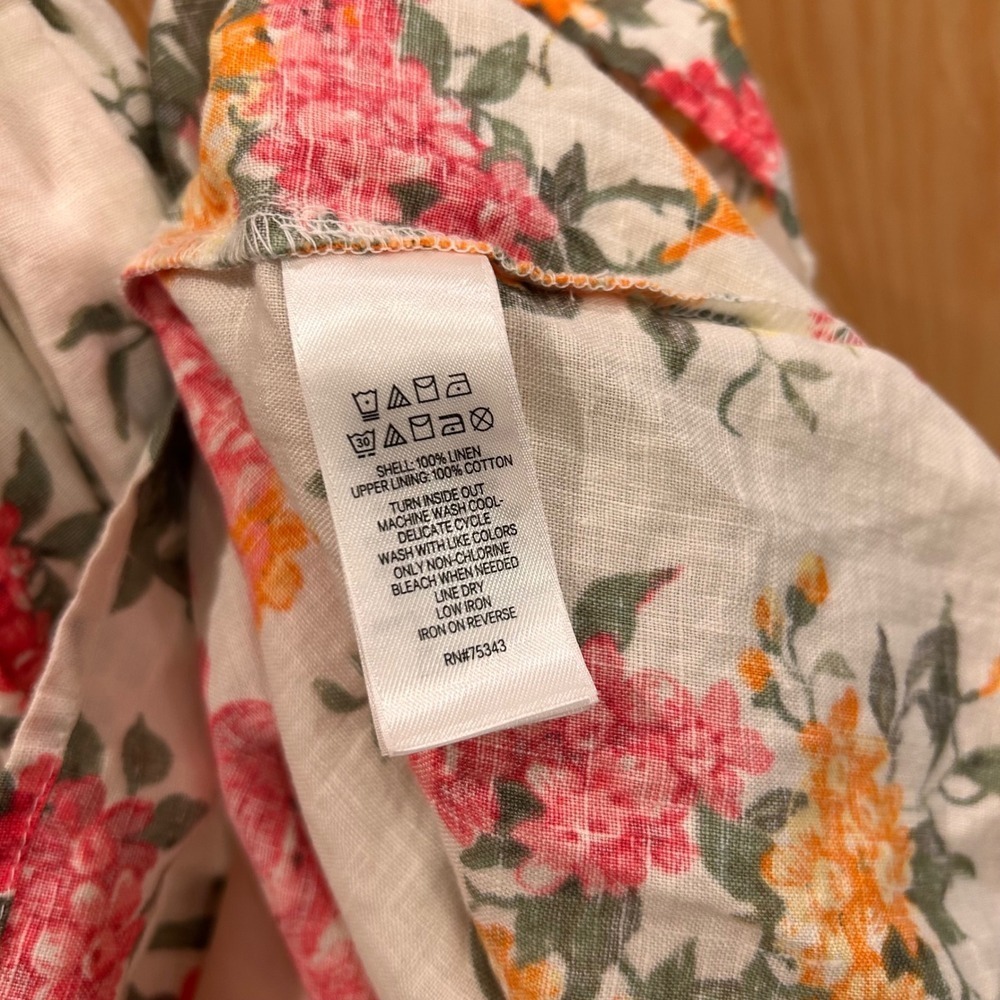 30
SHELL: 100% LINEN
UPPER LINING: 100% COTTON
TURN INSIDE OUT
MACHINE WASH COOL-
DELICATE CYCLE
WASH WITH LIKE COLORS
ONLY NON-CHLORINE
BLEACH WHEN NEEDED
LINE DRY
LOW IRON
IRON ON REVERSE
RN#75343